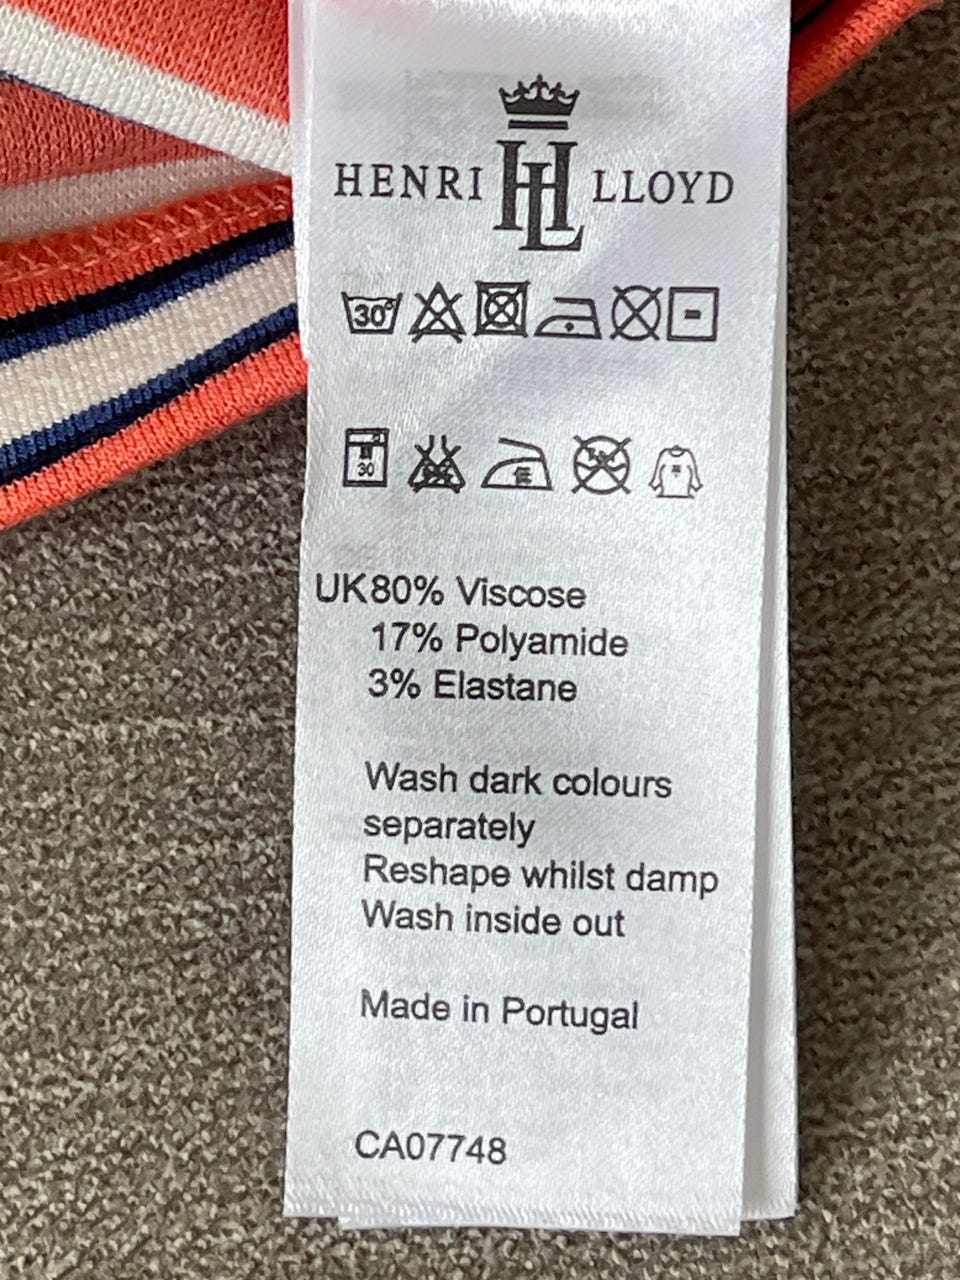 HENRI HL LLOYD
30°
30
UK80% Viscose
17% Polyamide
3% Elastane
Wash dark colours
separately
Reshape whilst damp
Wash inside out
Made in Portugal
CA07748